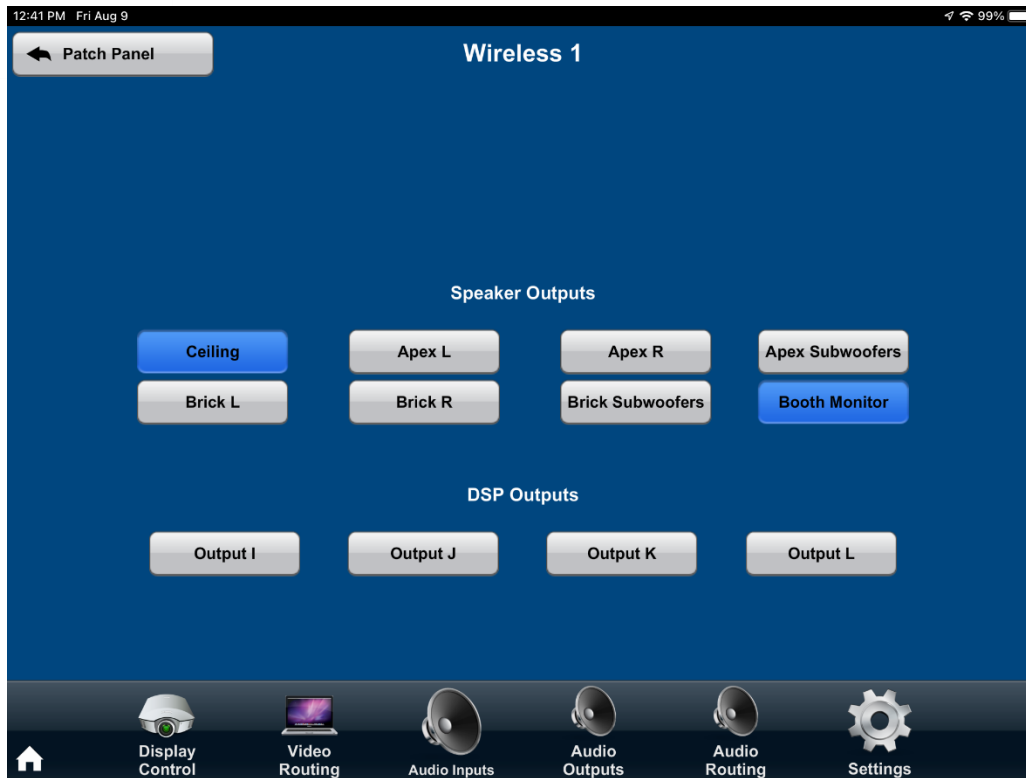 12:41 PM Fri Aug 9 99%
Patch Panel
Wireless 1
Speaker Outputs
Ceiling Apex L Apex R Apex Subwoofers
Brick L Brick R Brick Subwoofers Booth Monitor
DSP Outputs
Output I Output J Output K Output L
Display Control
Video Routing
Audio Inputs
Audio Outputs
Audio Routing
Settings